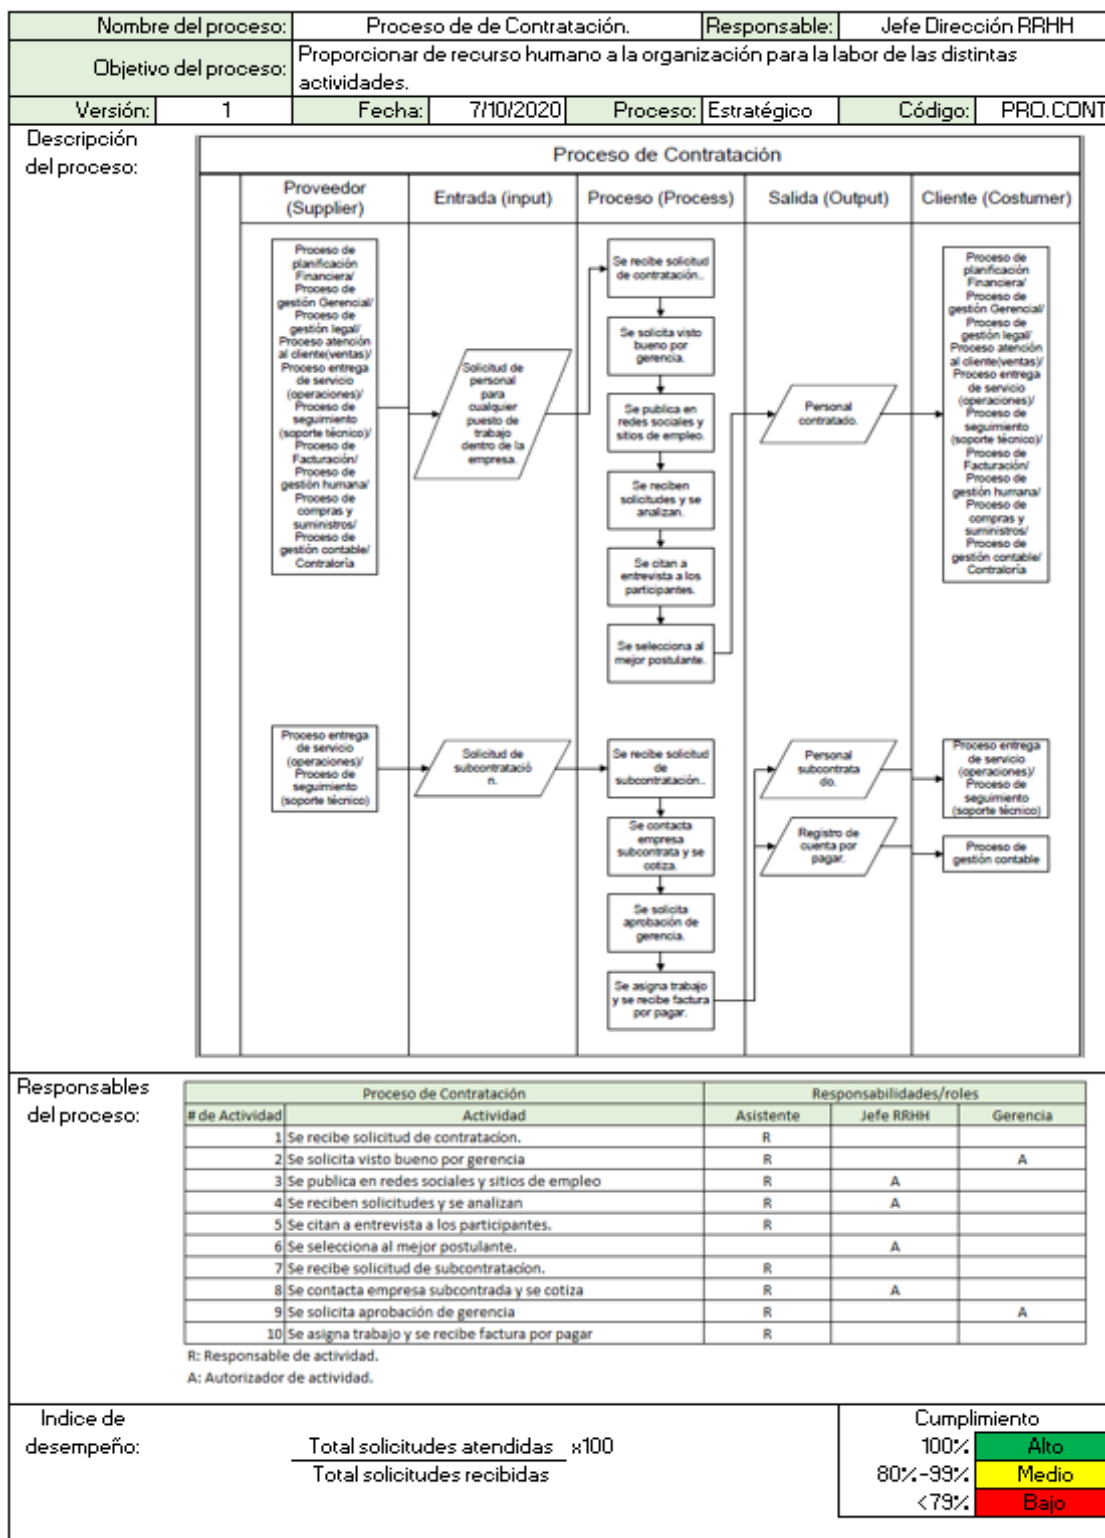 Nombre del proceso: Proceso de de Contratación. Responsable: Jefe Dirección RRHH
Objetivo del proceso: Proporcionar de recurso humano a la organización para la labor de las distintas
actividades.
Versión: 1 Fecha: 7/10/2020 Proceso: Estratégico Código: PRO.CONT
Descripción
del proceso:
Proceso de Contratación
Proveedor
(Supplier)
Entrada (input)
Proceso (Process)
Salida (Output)
Cliente (Costumer)
Proceso de
planificación
Financiera/
Proceso de
gestión Gerencial/
Proceso de
gestión legal/
Proceso atención
al cliente(ventas)/
Proceso entrega
de servicio
(operaciones)/
Proceso de
seguimiento
(soporte técnico)/
Proceso de
Facturación/
Proceso de
gestión humana/
Proceso de
compras y
suministros/
Proceso de
gestión contable/
Contraloría
Solicitud de
personal
para
cualquier
puesto de
trabajo
dentro de la
empresa.
Se recibe solicitud
de contratación..
Se solicita visto
bueno por
gerencia.
Se publica en
redes sociales y
sitios de empleo.
Se reciben
solicitudes y se
analizan.
Se citan a
entrevista a los
participantes.
Se selecciona al
mejor postulante.
Personal
contratado.
Proceso de
planificación
Financiera/
Proceso de
gestión Gerencial/
Proceso de
gestión legal/
Proceso atención
al cliente(ventas)/
Proceso entrega
de servicio
(operaciones)/
Proceso de
seguimiento
(soporte técnico)/
Proceso de
Facturación/
Proceso de
gestión humana/
Proceso de
compras y
suministros/
Proceso de
gestión contable/
Contraloría
Proceso entrega
de servicio
(operaciones)/
Proceso de
seguimiento
(soporte técnico)
Solicitud de
subcontratació
n.
Se recibe solicitud
de
subcontratación..
Se contacta
empresa
subcontrata y se
cotiza.
Se solicita
aprobación de
gerencia.
Se asigna trabajo
y se recibe factura
por pagar.
Personal
subcontrata
do.
Registro de
cuenta por
pagar.
Proceso entrega
de servicio
(operaciones)/
Proceso de
seguimiento
(soporte técnico)
Proceso de
gestión contable
Responsables
del proceso:
Proceso de Contratación Responsabilidades/roles
# de Actividad Actividad Asistente Jefe RRHH Gerencia
1 Se recibe solicitud de contratacíon. R
2 Se solicita visto bueno por gerencia R A
3 Se publica en redes sociales y sitios de empleo R A
4 Se reciben solicitudes y se analizan R A
5 Se citan a entrevista a los participantes. R
6 Se selecciona al mejor postulante. A
7 Se recibe solicitud de subcontratacíon. R
8 Se contacta empresa subcontrada y se cotiza R A
9 Se solicita aprobación de gerencia R A
10 Se asigna trabajo y se recibe factura por pagar R
R: Responsable de actividad.
A: Autorizador de actividad.
Indice de
desempeño:
Total solicitudes atendidas x100
Total solicitudes recibidas
Cumplimiento
100% Alto
80%-99% Medio
<79% Bajo